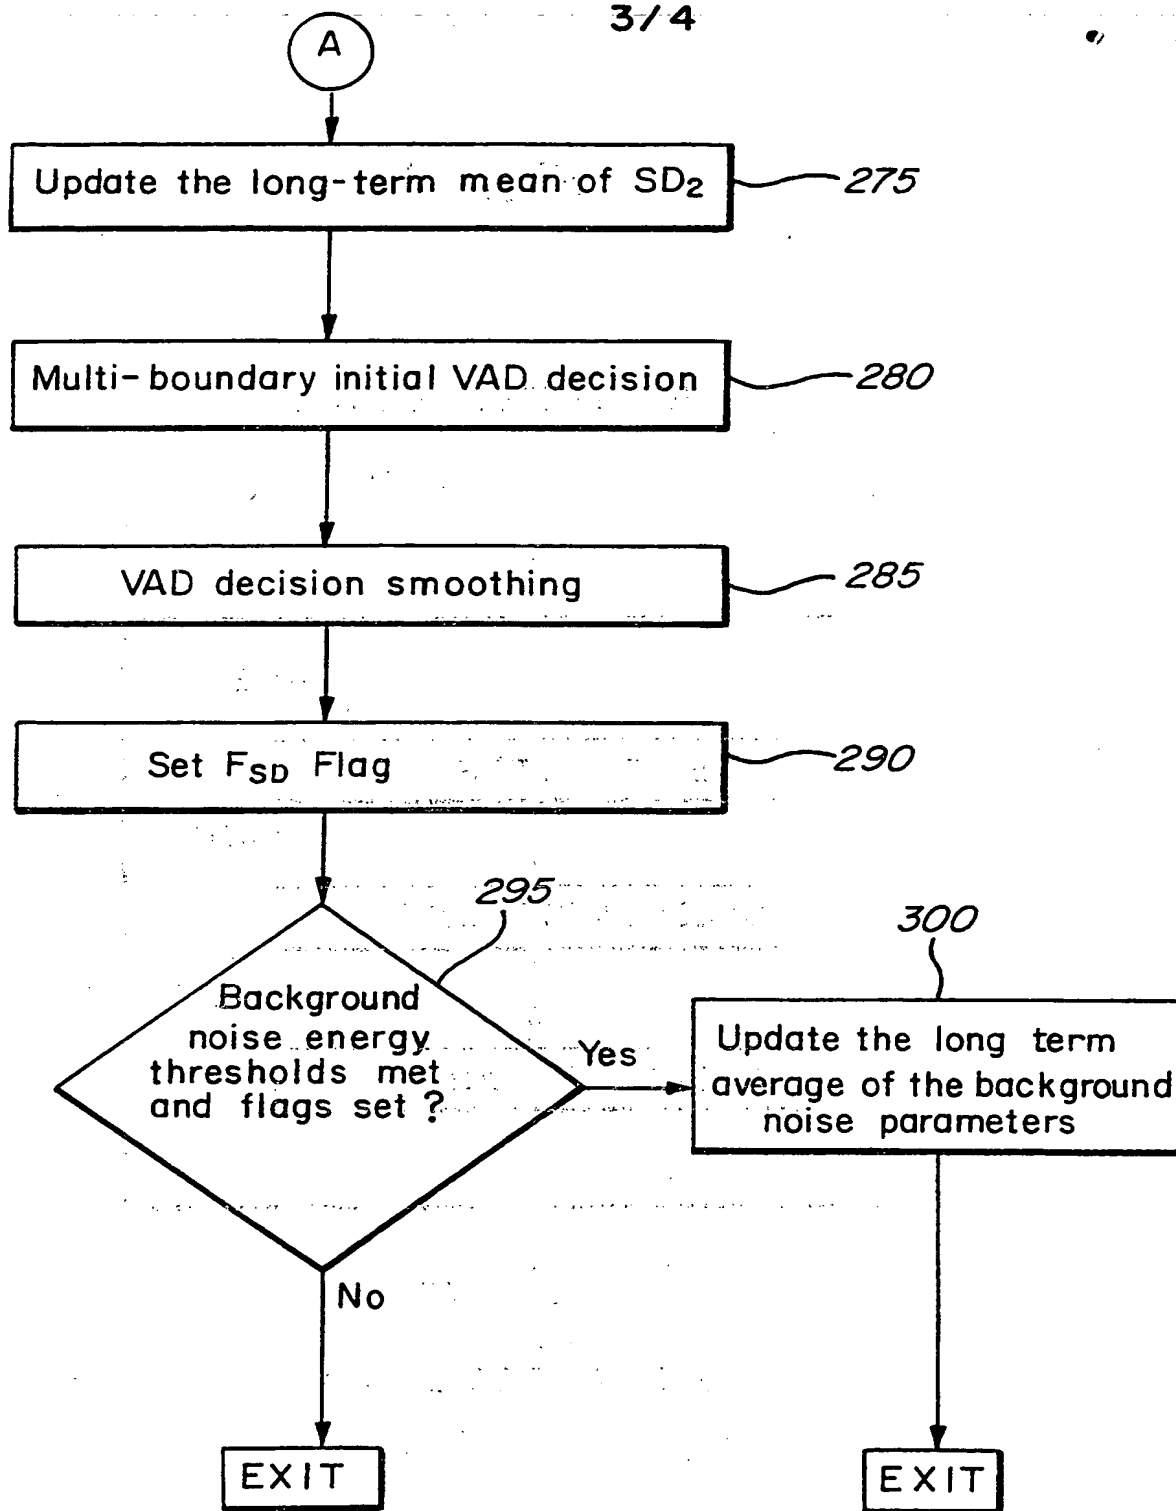 3/4
A
Update the long-term mean of SD2
275
Multi-boundary initial VAD decision
280
VAD decision smoothing
285
Set FSD Flag
290
295
Background
noise energy
thresholds met
and flags set?
Yes
300
Update the long term
average of the background
noise parameters
No
EXIT
EXIT